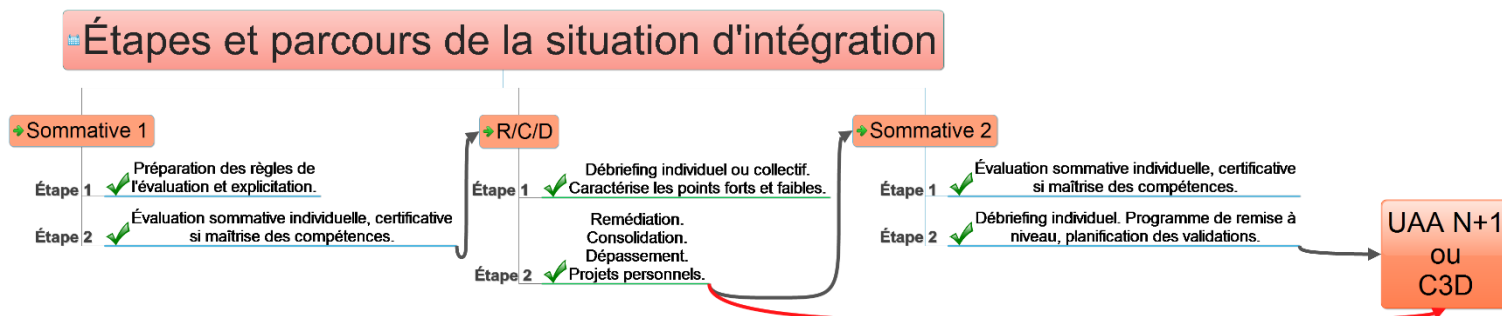 Étapes et parcours de la situation d'intégration
Sommative 1
Étape 1
Préparation des règles de
l'évaluation et explicitation.
Étape 2
Évaluation sommative individuelle, certificative
si maîtrise des compétences.
R/C/D
Étape 1
Débriefing individuel ou collectif.
Caractérise les points forts et faibles.
Étape 2
Remédiation.
Consolidation.
Dépassement.
Projets personnels.
Sommative 2
Étape 1
Évaluation sommative individuelle, certificative
si maîtrise des compétences.
Étape 2
Débriefing individuel. Programme de remise à
niveau, planification des validations.
UAA N+1
ou
C3D